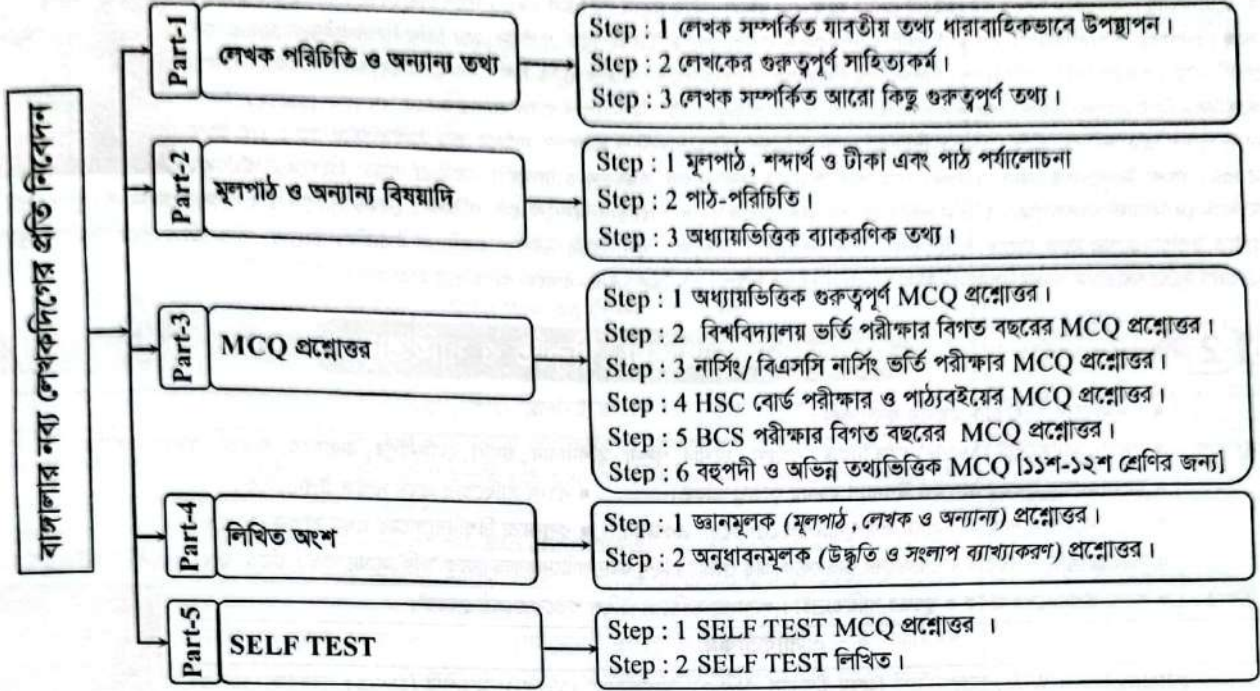 বাঙ্গালার নব্য লেখকদিগের প্রতি নিবেদন
Part-1
লেখক পরিচিতি ও অন্যান্য তথ্য
Step : 1 লেখক সম্পর্কিত যাবতীয় তথ্য ধারাবাহিকভাবে উপস্থাপন।
Step : 2 লেখকের গুরুত্বপূর্ণ সাহিত্যকর্ম।
Step : 3 লেখক সম্পর্কিত আরো কিছু গুরুত্বপূর্ণ তথ্য।
Part-2
মূলপাঠ ও অন্যান্য বিষয়াদি
Step : 1 মূলপাঠ , শব্দার্থ ও টীকা এবং পাঠ পর্যালোচনা
Step : 2 পাঠ-পরিচিতি।
Step : 3 অধ্যায়ভিত্তিক ব্যাকরণিক তথ্য।
Part-3
MCQ প্রশ্নোত্তর
Step : 1 অধ্যায়ভিত্তিক গুরুত্বপূর্ণ MCQ প্রশ্নোত্তর।
Step : 2 বিশ্ববিদ্যালয় ভর্তি পরীক্ষার বিগত বছরের MCQ প্রশ্নোত্তর।
Step : 3 নার্সিং/ বিএসসি নার্সিং ভর্তি পরীক্ষার MCQ প্রশ্নোত্তর।
Step : 4 HSC বোর্ড পরীক্ষার ও পাঠ্যবইয়ের MCQ প্রশ্নোত্তর।
Step : 5 BCS পরীক্ষার বিগত বছরের MCQ প্রশ্নোত্তর।
Step : 6 বহুপদী ও অভিন্ন তথ্যভিত্তিক MCQ [১১শ-১২শ শ্রেণির জন্য]
Part-4
লিখিত অংশ
Step : 1 জ্ঞানমূলক (মূলপাঠ , লেখক ও অন্যান্য) প্রশ্নোত্তর।
Step : 2 অনুধাবনমূলক (উদ্ধৃতি ও সংলাপ ব্যাখ্যাকরণ) প্রশ্নোত্তর।
Part-5
SELF TEST
Step : 1 SELF TEST MCQ প্রশ্নোত্তর ।
Step : 2 SELF TEST লিখিত।